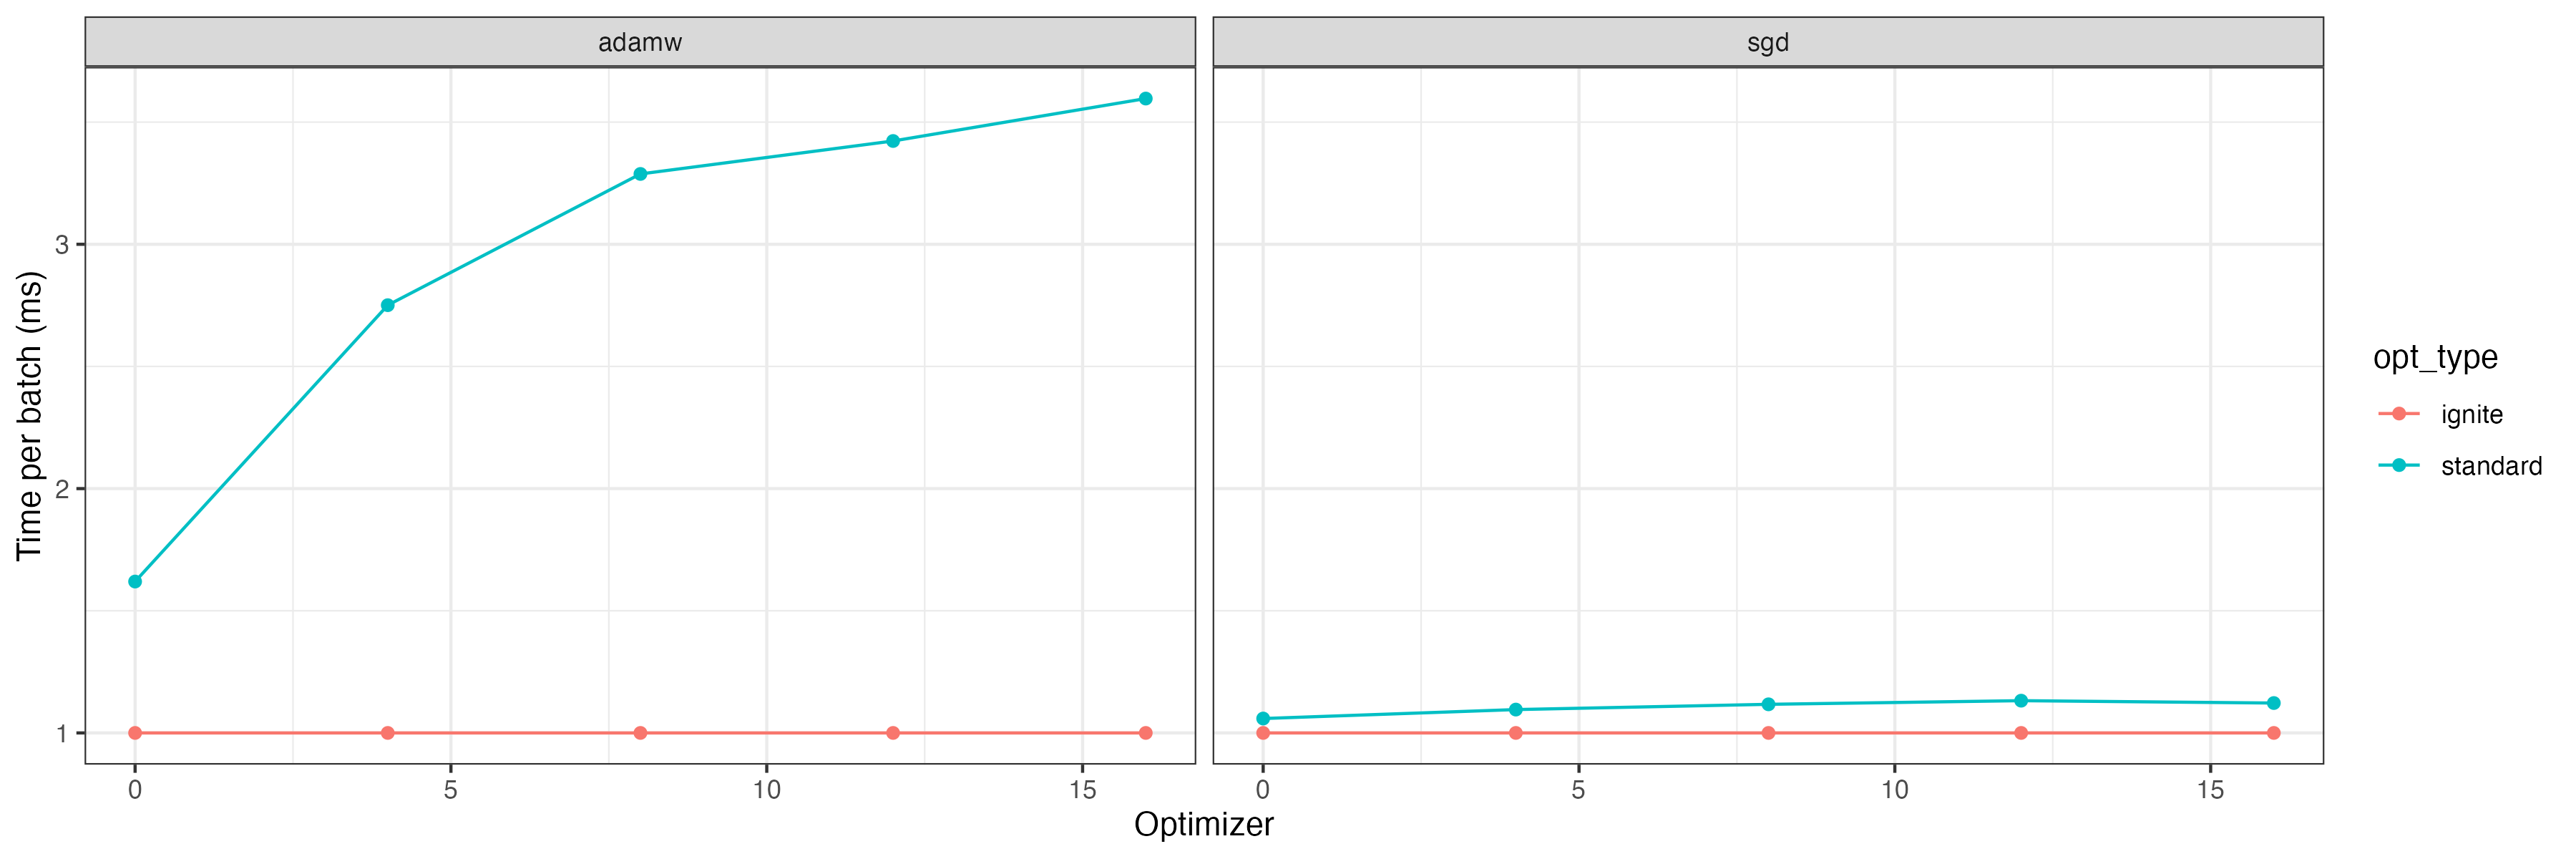 adamw
sgd
Time per batch (ms)
3
2
1
0 5 10 15
0 5 10 15
Optimizer
opt_type
ignite
standard